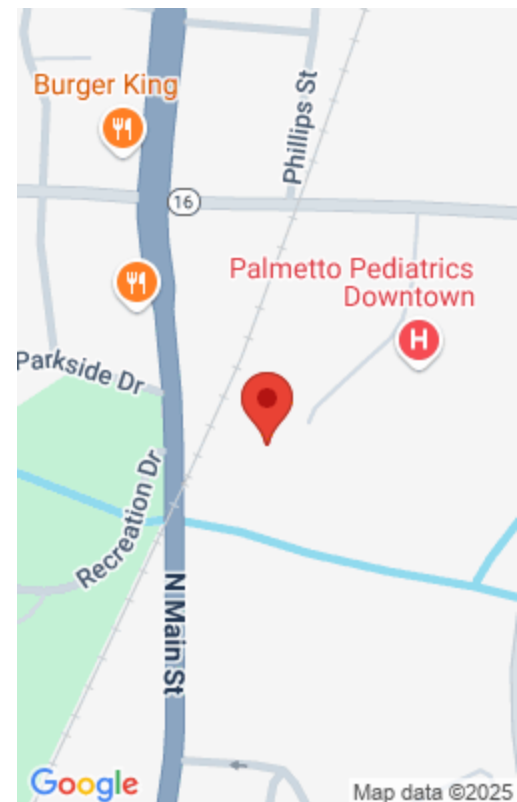 Burger King
Phillips St
16
Palmetto Pediatrics
Downtown
H
Parkside Dr
Recreation Dr
N Main St
Google
Map data ©2025